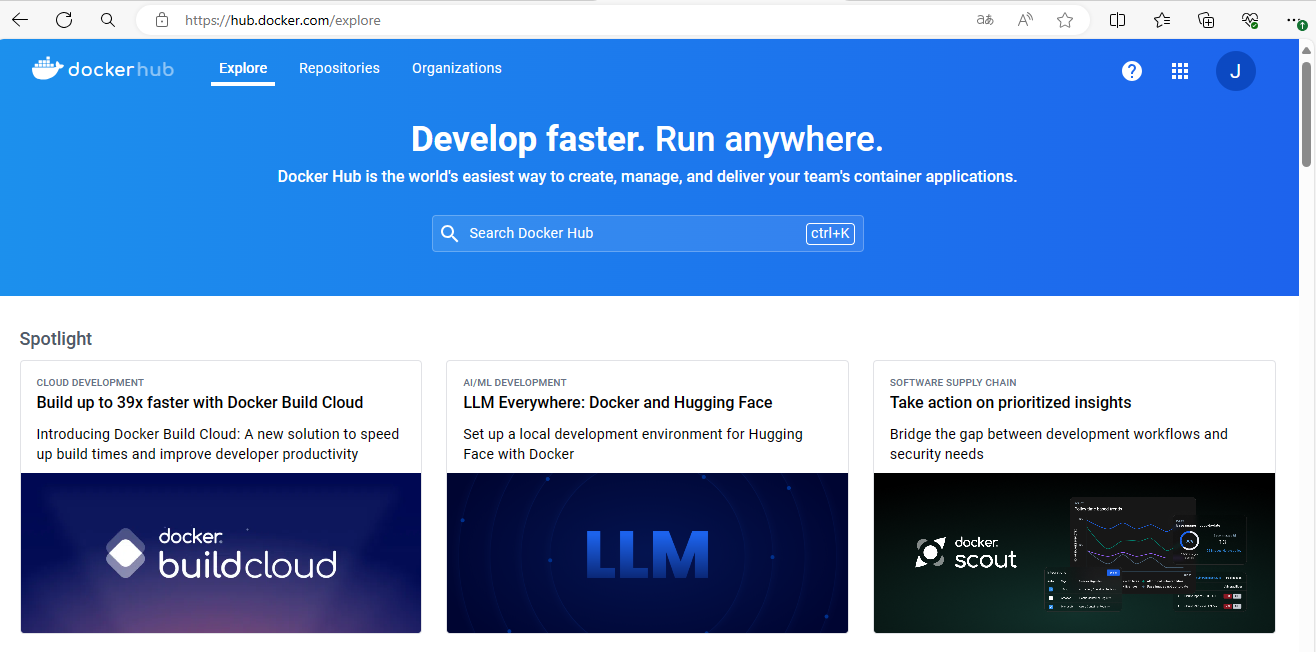 https://hub.docker.com/explore
dockerhub
Explore
Repositories
Organizations
?
J
Develop faster. Run anywhere.
Docker Hub is the world's easiest way to create, manage, and deliver your team's container applications.
Search Docker Hub
ctrl+K
Spotlight
CLOUD DEVELOPMENT
Build up to 39x faster with Docker Build Cloud
Introducing Docker Build Cloud: A new solution to speed
up build times and improve developer productivity
docker.
buildcloud
AI/ML DEVELOPMENT
LLM Everywhere: Docker and Hugging Face
Set up a local development environment for Hugging
Face with Docker
LLM
SOFTWARE SUPPLY CHAIN
Take action on prioritized insights
Bridge the gap between development workflows and
security needs
docker.
scout